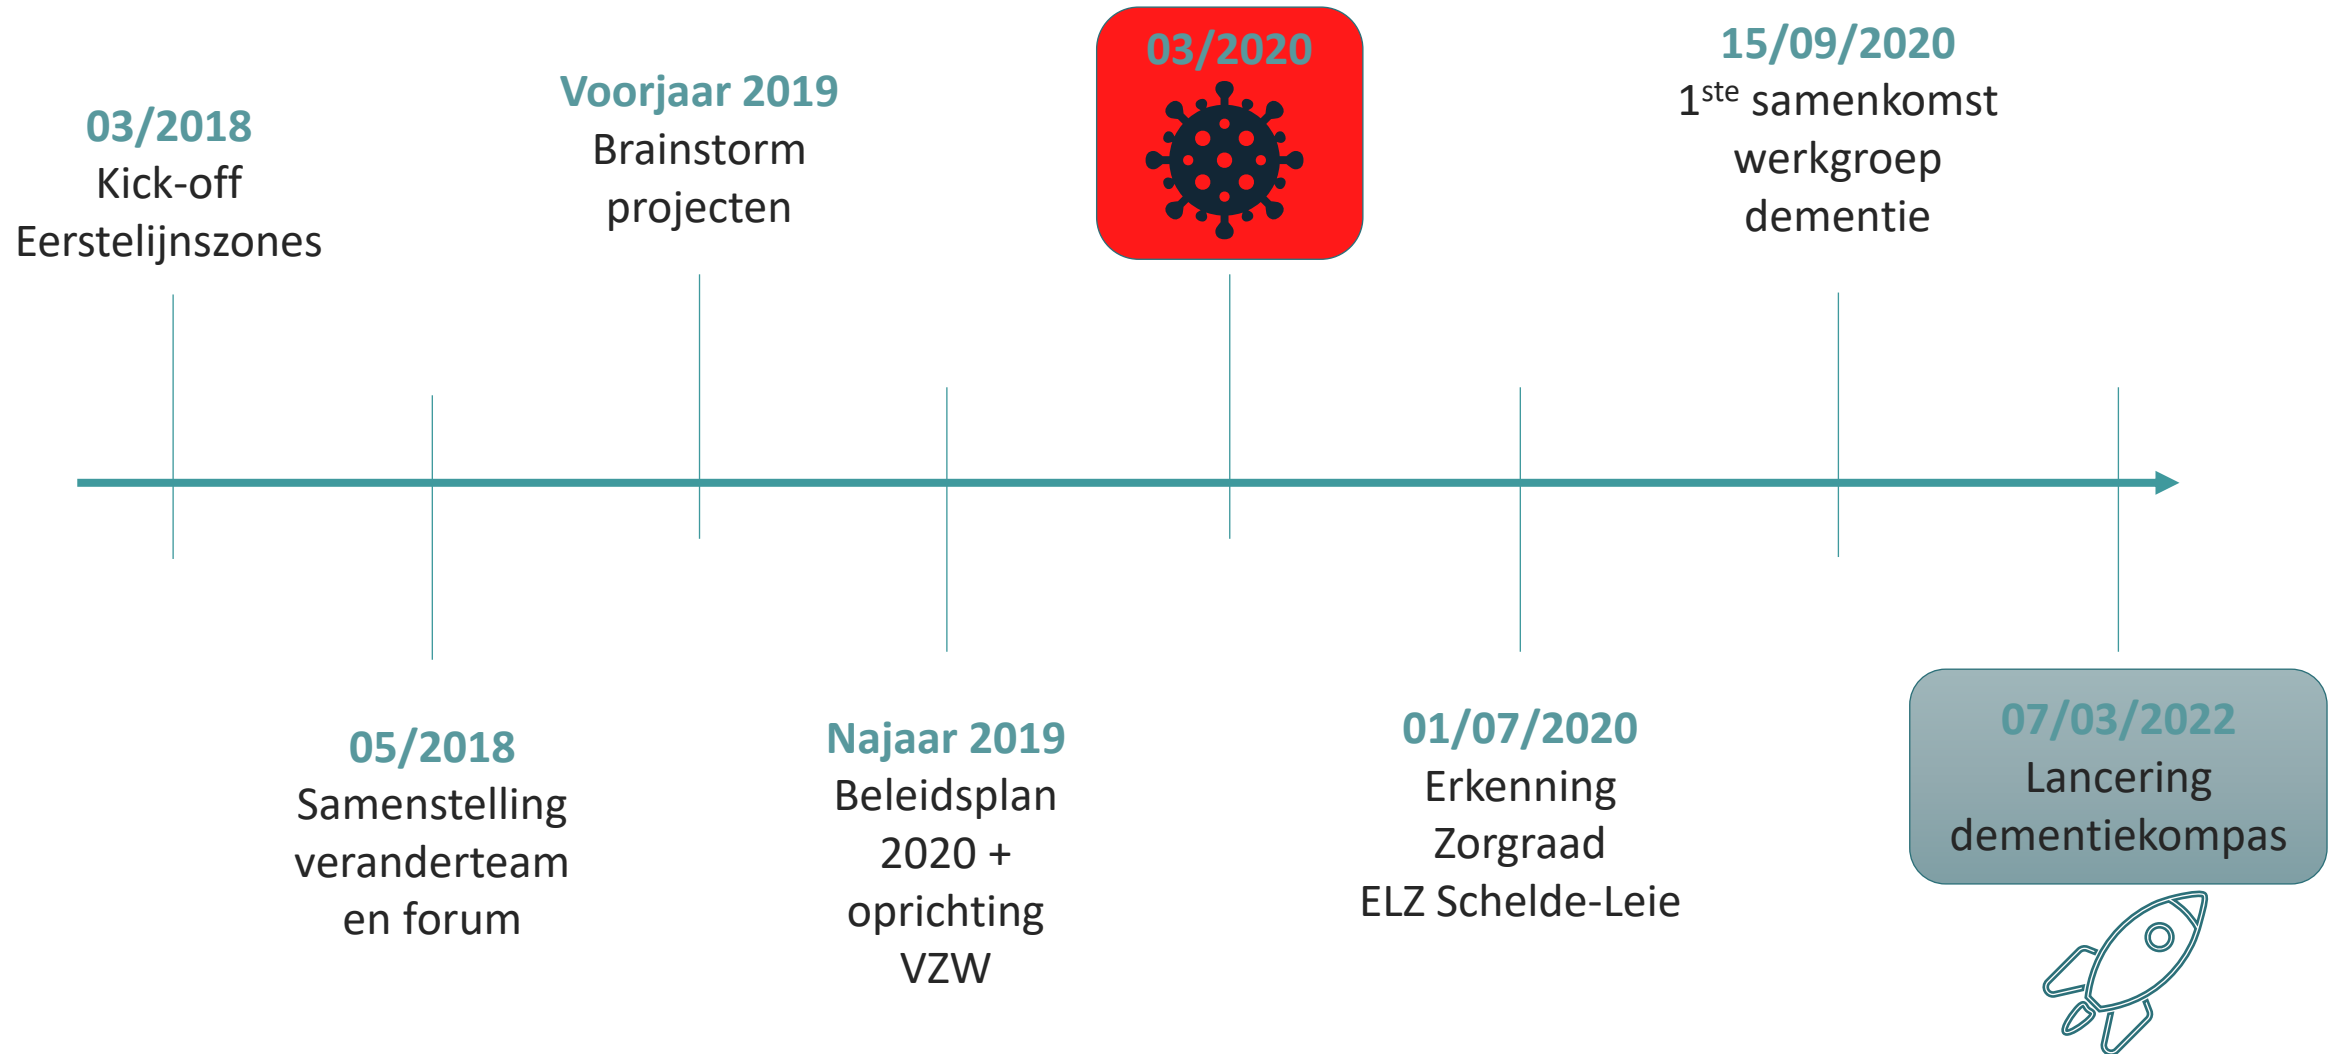 03/2018
Kick-off
Eerstelijnszones
05/2018
Samenstelling
veranderteam
en forum
Voorjaar 2019
Brainstorm
projecten
Najaar 2019
Beleidsplan
2020 +
oprichting
VZW
03/2020
01/07/2020
Erkenning
Zorgraad
ELZ Schelde-Leie
15/09/2020
1ste samenkomst
werkgroep
dementie
07/03/2022
Lancering
dementiekompas